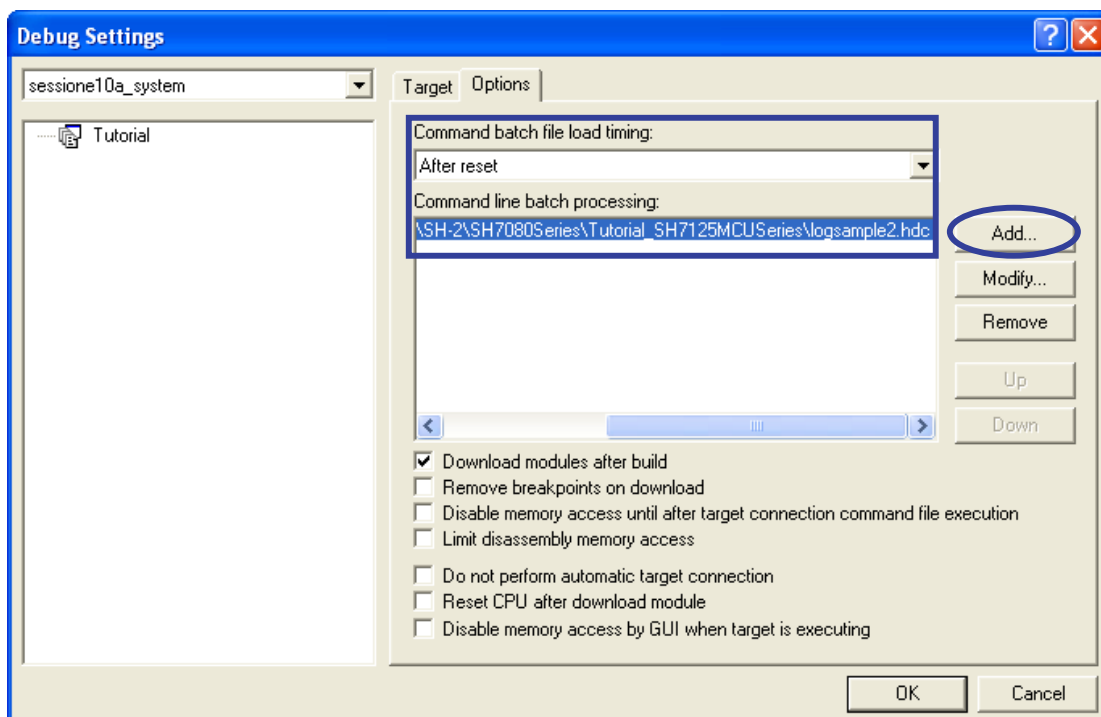 Debug Settings
sessione10a_system
Tutorial
Target Options
Command batch file load timing:
After reset
Command line batch processing:
\SH-2\SH7080Series\Tutorial_SH7125MCUSeries\logsample2.hdc
Add...
Modify...
Remove
Up
Down
Download modules after build
Remove breakpoints on download
Disable memory access until after target connection command file execution
Limit disassembly memory access
Do not perform automatic target connection
Reset CPU after download module
Disable memory access by GUI when target is executing
OK Cancel